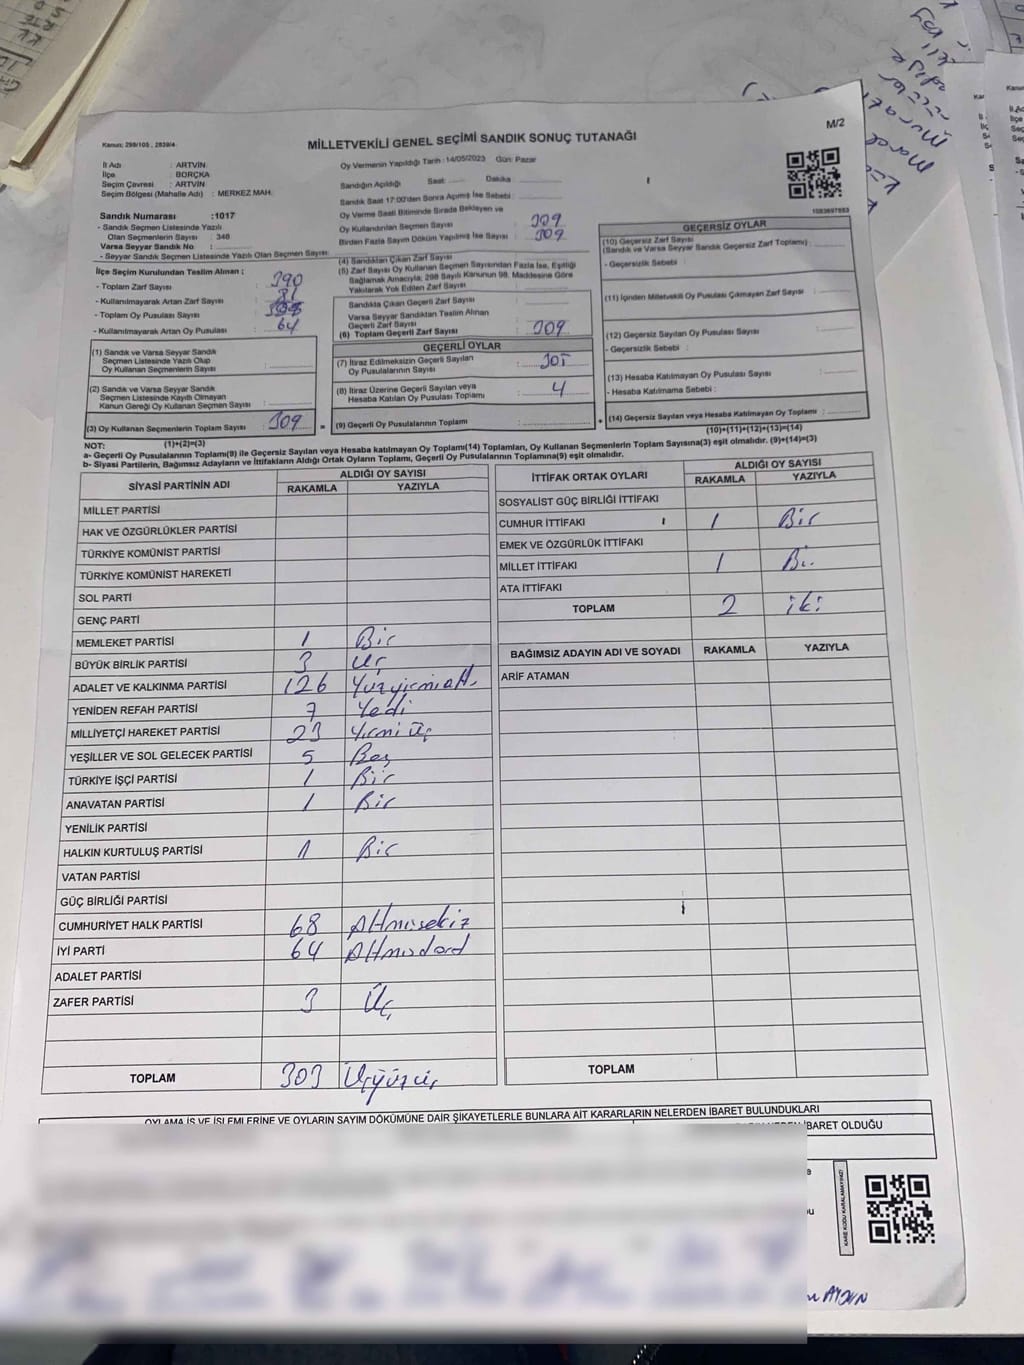 Kanun: 298/105 , 2839/4
MİLLETVEKİLİ GENEL SEÇİMİ SANDIK SONUÇ TUTANAĞI
M/2
İl Adı : ARTVİN
İlçe : BORÇKA
Seçim Çevresi : ARTVİN
Seçim Bölgesi (Mahalle Adı) : MERKEZ MAH.
Sandık Numarası :1017
- Sandık Seçmen Listesinde Yazılı
Olan Seçmenlerin Sayısı : 346
Varsa Seyyar Sandık No :
- Seyyar Sandık Seçmen Listesinde Yazılı Olan Seçmen Sayısı:
İlçe Seçim Kurulundan Teslim Alınan ;
- Toplam Zarf Sayısı : 390
- Kullanılmayarak Artan Zarf Sayısı : 81
- Toplam Oy Pusulası Sayısı :
- Kullanılmayarak Artan Oy Pusulası : 64
(1) Sandık ve Varsa Seyyar Sandık
Seçmen Listesinde Yazılı Olup
Oy Kullanan Seçmenlerin Sayısı :
(2) Sandık ve Varsa Seyyar Sandık
Seçmen Listesinde Kayıtlı Olmayan
Kanun Gereği Oy Kullanan Seçmen Sayısı :
(3) Oy Kullanan Seçmenlerin Toplam Sayısı : 309
(1)+(2)=(3)
Oy Vermenin Yapıldığı Tarih : 14/05/2023 Gün: Pazar
Sandığın Açıldığı Saat: Dakika :
Sandık Saat 17:00'den Sonra Açılmış İse Sebebi :
Oy Verme Saati Bitiminde Sırada Bekleyen ve
Oy Kullandırılan Seçmen Sayısı : 309
Birden Fazla Sayım Döküm Yapılmış İse Sayısı : 309
(4) Sandıktan Çıkan Zarf Sayısı :
(5) Zarf Sayısı Oy Kullanan Seçmen Sayısından Fazla İse, Eşitliği
Sağlamak Amacıyla; 298 Sayılı Kanunun 98. Maddesine Göre
Yakılarak Yok Edilen Zarf Sayısı :
Sandıkta Çıkan Geçerli Zarf Sayısı :
Varsa Seyyar Sandıktan Teslim Alınan
Geçerli Zarf Sayısı :
(6) Toplam Geçerli Zarf Sayısı : 309
GEÇERLİ OYLAR
(7) İtiraz Edilmeksizin Geçerli Sayılan
Oy Pusulalarının Sayısı : 305
(8) İtiraz Üzerine Geçerli Sayılan veya
Hesaba Katılan Oy Pusulası Toplamı : 4
= (9) Geçerli Oy Pusulalarının Toplamı :
1083697653
GEÇERSİZ OYLAR
(10) Geçersiz Zarf Sayısı
(Sandık ve Varsa Seyyar Sandık Geçersiz Zarf Toplamı) :
- Geçersizlik Sebebi :
(11) İçinden Milletvekili Oy Pusulası Çıkmayan Zarf Sayısı :
(12) Geçersiz Sayılan Oy Pusulası Sayısı :
- Geçersizlik Sebebi :
(13) Hesaba Katılmayan Oy Pusulası Sayısı :
- Hesaba Katılmama Sebebi :
+ (14) Geçersiz Sayılan veya Hesaba Katılmayan Oy Toplamı :
(10)+(11)+(12)+(13)=(14)
NOT:
a- Geçerli Oy Pusulalarının Toplam(9) ile Geçersiz Sayılan veya Hesaba katılmayan Oy Toplamı(14) Toplamları, Oy Kullanan Seçmenlerin Toplam Sayısına(3) eşit olmalıdır. (9)+(14)=(3)
b- Siyasi Partilerin, Bağımsız Adayların ve İttifakların Aldığı Ortak Oyların Toplamı, Geçerli Oy Pusulalarının Toplamına(9) eşit olmalıdır.
SİYASİ PARTİNİN ADI ALDIĞI OY SAYISI
RAKAMLA YAZIYLA
MİLLET PARTİSİ
HAK VE ÖZGÜRLÜKLER PARTİSİ
TÜRKİYE KOMÜNİST PARTİSİ
TÜRKİYE KOMÜNİST HAREKETİ
SOL PARTİ
GENÇ PARTİ
MEMLEKET PARTİSİ 1 Bir
BÜYÜK BİRLİK PARTİSİ 3 Üç
ADALET VE KALKINMA PARTİSİ 126 Yüzyirmialtı
YENİDEN REFAH PARTİSİ 7 Yedi
MİLLİYETÇİ HAREKET PARTİSİ 23 Yirmi üç
YEŞİLLER VE SOL GELECEK PARTİSİ 5 Beş
TÜRKİYE İŞÇİ PARTİSİ 1 Bir
ANAVATAN PARTİSİ 1 Bir
YENİLİK PARTİSİ
HALKIN KURTULUŞ PARTİSİ 1 Bir
VATAN PARTİSİ
GÜÇ BİRLİĞİ PARTİSİ
CUMHURİYET HALK PARTİSİ 68 Altmışsekiz
İYİ PARTİ 64 Altmışdörd
ADALET PARTİSİ
ZAFER PARTİSİ 3 Üç
TOPLAM 303 Üçyüzüç
İTTİFAK ORTAK OYLARI ALDIĞI OY SAYISI
RAKAMLA YAZIYLA
SOSYALİST GÜÇ BİRLİĞİ İTTİFAKI
CUMHUR İTTİFAKI 1 Bir
EMEK VE ÖZGÜRLÜK İTTİFAKI
MİLLET İTTİFAKI 1 Bir
ATA İTTİFAKI
TOPLAM 2 iki
BAĞIMSIZ ADAYIN ADI VE SOYADI RAKAMLA YAZIYLA
ARİF ATAMAN
TOPLAM
OYLAMA İŞ VE İŞLEMLERİNE VE OYLARIN SAYIM DÖKÜMÜNE DAİR ŞİKAYETLERLE BUNLARA AİT KARARLARIN NELERDEN İBARET BULUNDUKLARI
NEDEN İBARET OLDUĞU
KARE KODU KARALAMAYINIZ!
AYDIN